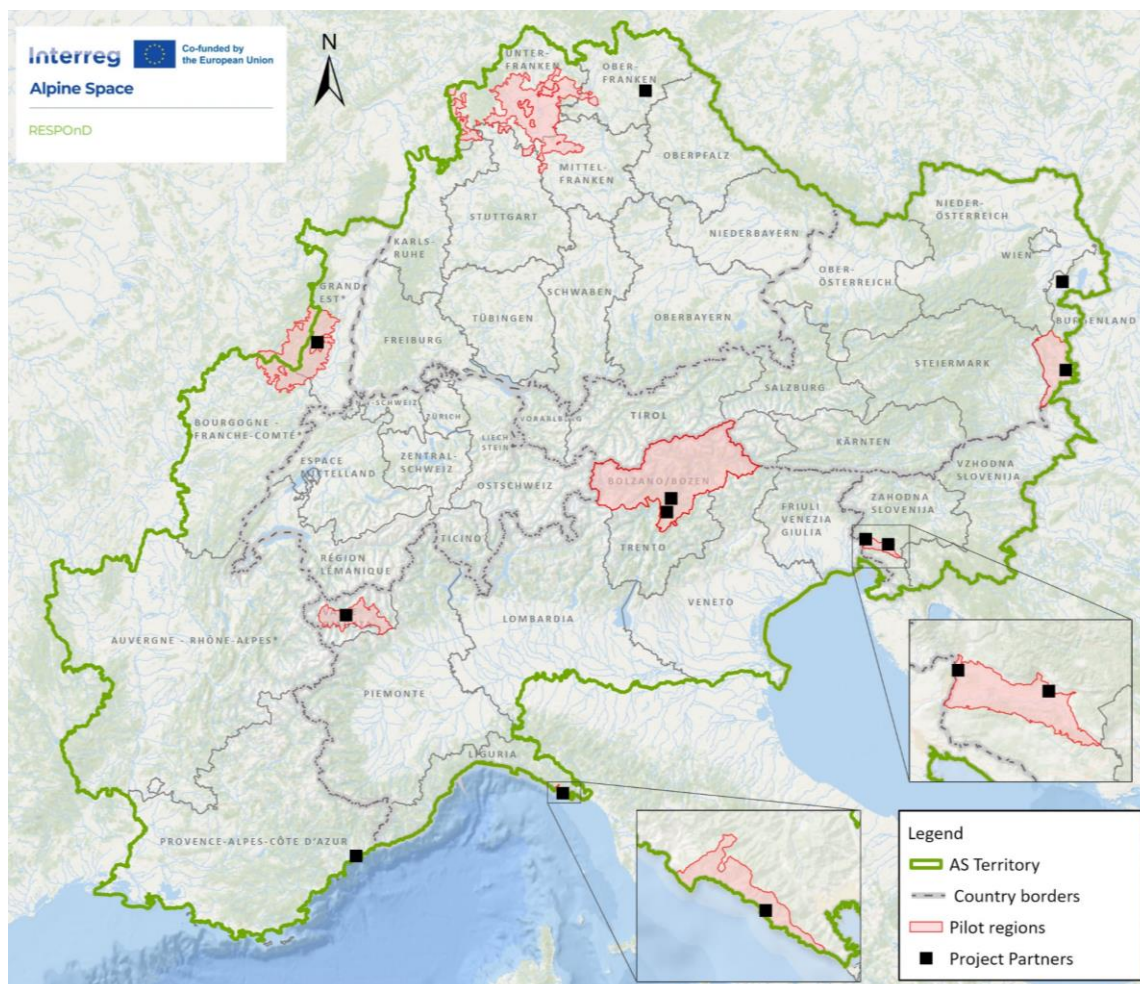 Interreg
Co-funded by
the European Union
Alpine Space
RESPOnD
N
UNTER-
FRANKEN
OBER-
FRANKEN
MITTEL-
FRANKEN
OBERPFALZ
STUTTGART
KARLS-
RUHE
NIEDERBAYERN
NIEDER-
ÖSTERREICH
WIEN
OBER-
ÖSTERREICH
GRAND
EST*
SCHWABEN
TÜBINGEN
OBERBAYERN
FREIBURG
BURGENLAND
STEIERMARK
SALZBURG
TIROL
VORARLBERG
SCHWEIZ
ZÜRICH
LIECH
STEIN
BOURGOGNE -
FRANCHE-COMTÉ
ESPACE
MITTELLAND
ZENTRAL-
SCHWEIZ
OSTSCHWEIZ
KÄRNTEN
BOLZANO/BOZEN
VZHODNA
SLOVENIJA
ZAHODNA
SLOVENIJA
FRIULI
VENEZIA
GIULIA
TRENTO
TICINO
RÉGION
LÉMANIQUE
VENETO
LOMBARDIA
AUVERGNE - RHÔNE-ALPES*
PIEMONTE
LIGURIA
PROVENCE-ALPES-CÔTE D'AZUR
Legend
AS Territory
Country borders
Pilot regions
Project Partners